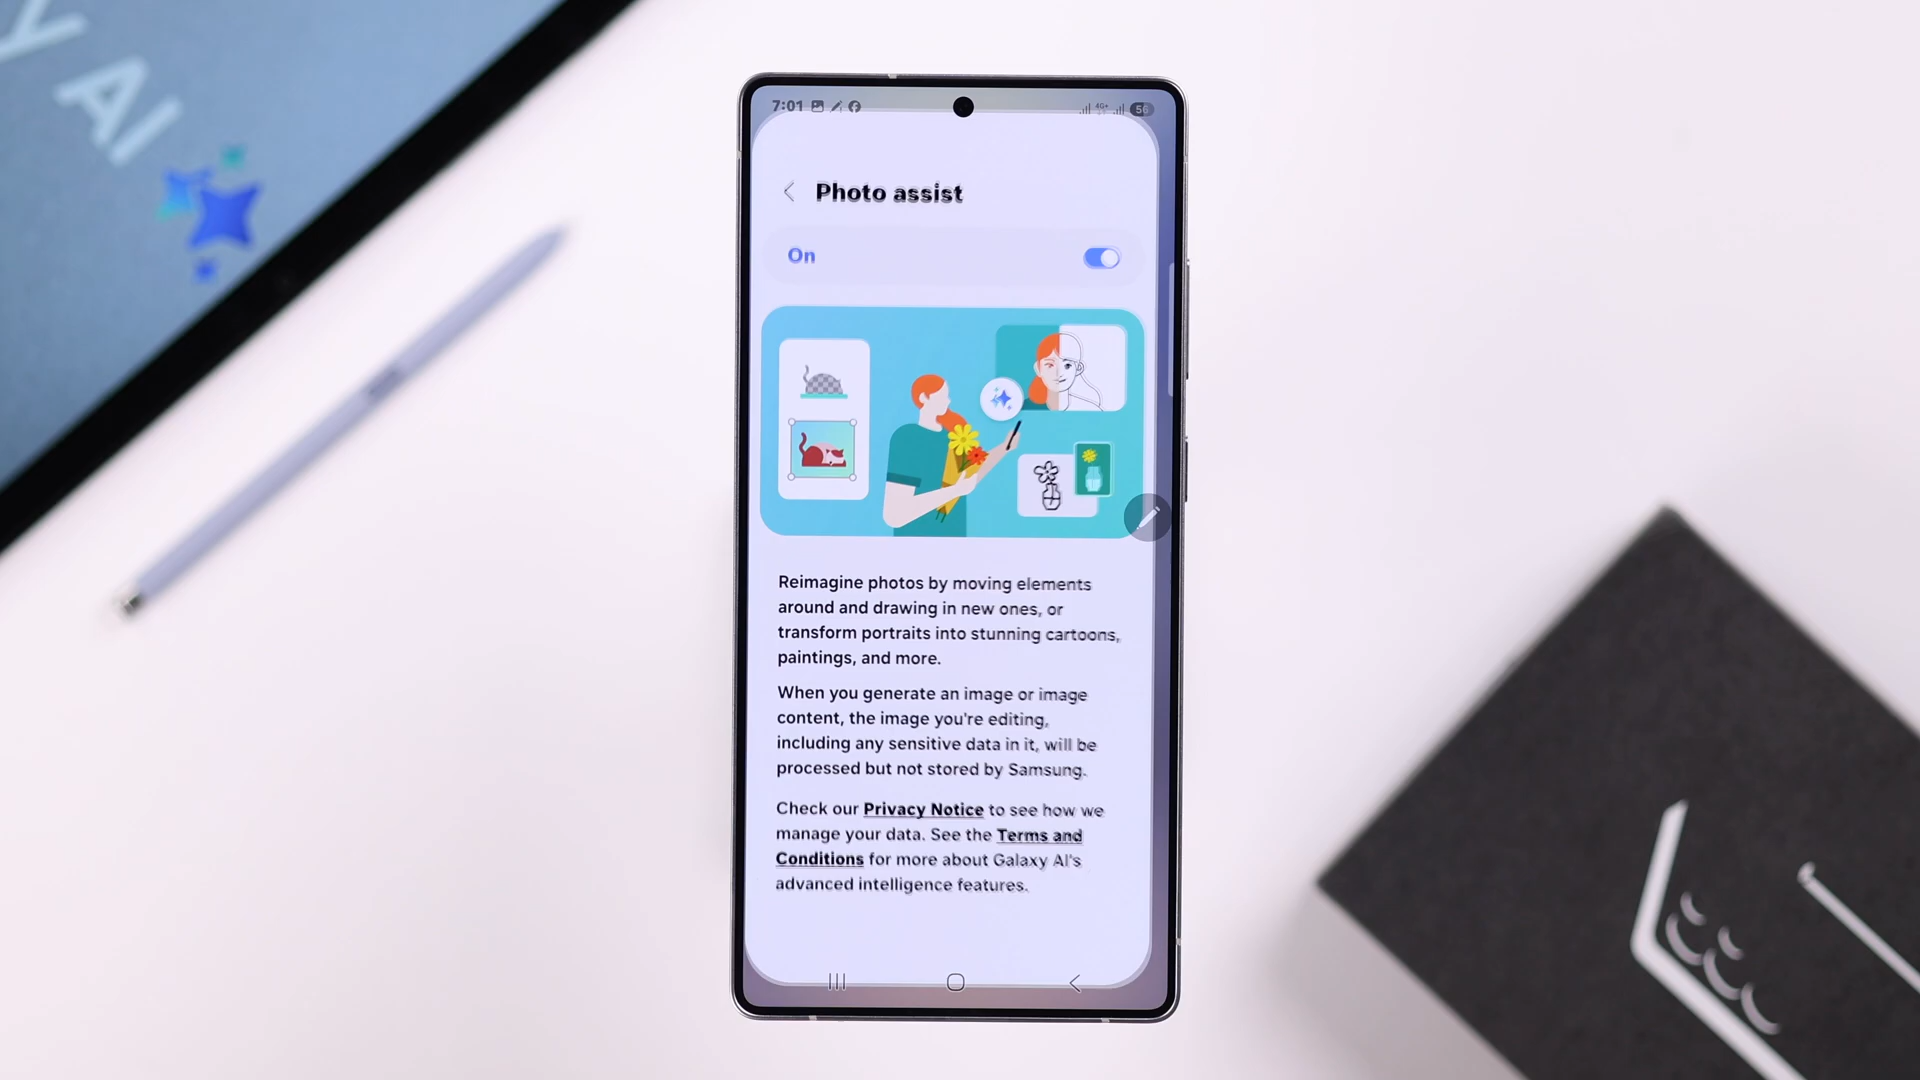 y AI
7:01
4G+
56
Photo assist
On
Reimagine photos by moving elements
around and drawing in new ones, or
transform portraits into stunning cartoons,
paintings, and more.
When you generate an image or image
content, the image you're editing,
including any sensitive data in it, will be
processed but not stored by Samsung.
Check our Privacy Notice to see how we
manage your data. See the Terms and
Conditions for more about Galaxy AI's
advanced intelligence features.